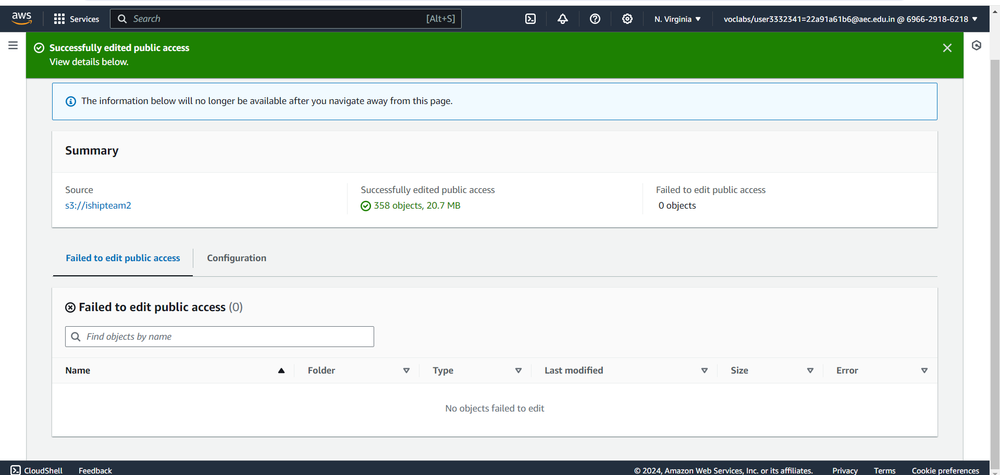 aws
Services
Search
[Alt+S]
N. Virginia
voclabs/user3332341=22a91a61b6@aec.edu.in @ 6966-2918-6218
Successfully edited public access
View details below.
The information below will no longer be available after you navigate away from this page.
Summary
Source
s3://ishipteam2
Successfully edited public access
358 objects, 20.7 MB
Failed to edit public access
0 objects
Failed to edit public access
Configuration
Failed to edit public access (0)
Find objects by name
Name
Folder
Type
Last modified
Size
Error
No objects failed to edit
CloudShell
Feedback
© 2024, Amazon Web Services, Inc. or its affiliates.
Privacy
Terms
Cookie preferences